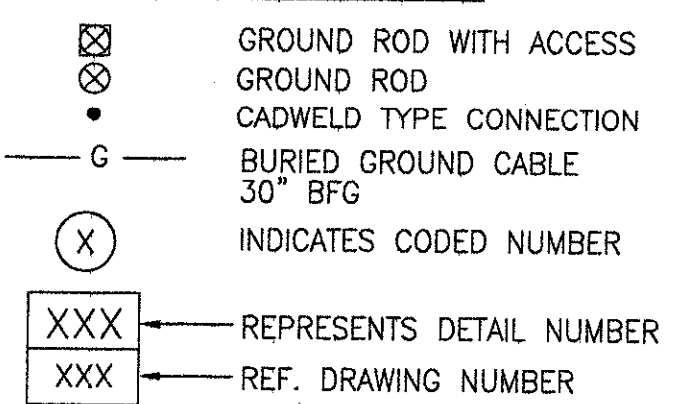 GROUND ROD WITH ACCESS
GROUND ROD
CADWELD TYPE CONNECTION
G BURIED GROUND CABLE
30" BFG
X INDICATES CODED NUMBER
XXX REPRESENTS DETAIL NUMBER
XXX REF. DRAWING NUMBER